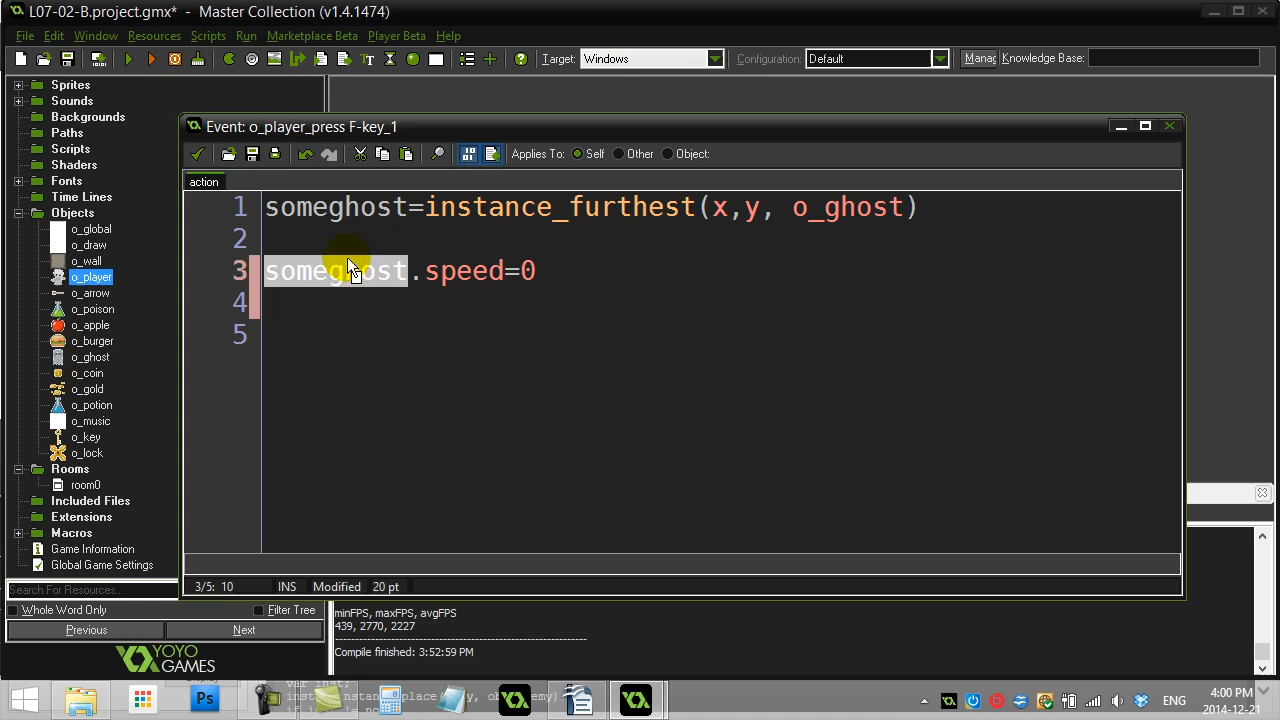 L07-02-B.project.gmx* - Master Collection (v1.4.1474)
File Edit Window Resources Scripts Run Marketplace Beta Player Beta Help
Target: Windows Configuration: Default Manac Knowledge Base:
Sprites
Sounds
Backgrounds
Paths
Scripts
Shaders
Fonts
Time Lines
Objects
o_global
o_draw
o_wall
o_player
o_arrow
o_poison
o_apple
o_burger
o_ghost
o_coin
o_gold
o_potion
o_music
o_key
o_lock
Rooms
room0
Included Files
Extensions
Macros
Game Information
Global Game Settings
Search For Resources...
Whole Word Only Filter Tree
Previous Next
YOYO
GAMES
Event: o_player_press F-key_1
Applies To: Self Other Object:
action
1 someghost=instance_furthest(x,y, o_ghost)
2
3 someghost.speed=0
4
5
3/5: 10 INS Modified 20 pt
minFPS, maxFPS, avgFPS
439, 2770, 2227
Compile finished: 3:52:59 PM
Ps
ENG
4:00 PM
2014-12-21